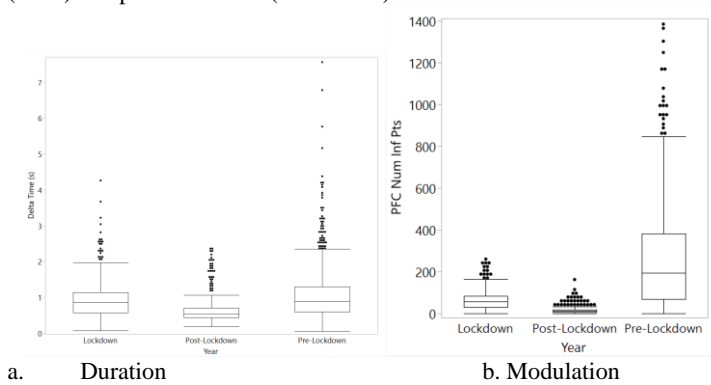 1400
1200
1000
800
600
400
200
0
PFC Num Inf Pts
Lockdown Post-Lockdown Pre-Lockdown
Year
7
6
5
4
3
2
1
0
Delta Time (s)
Lockdown Post-Lockdown Pre-Lockdown
Year
a. Duration b. Modulation